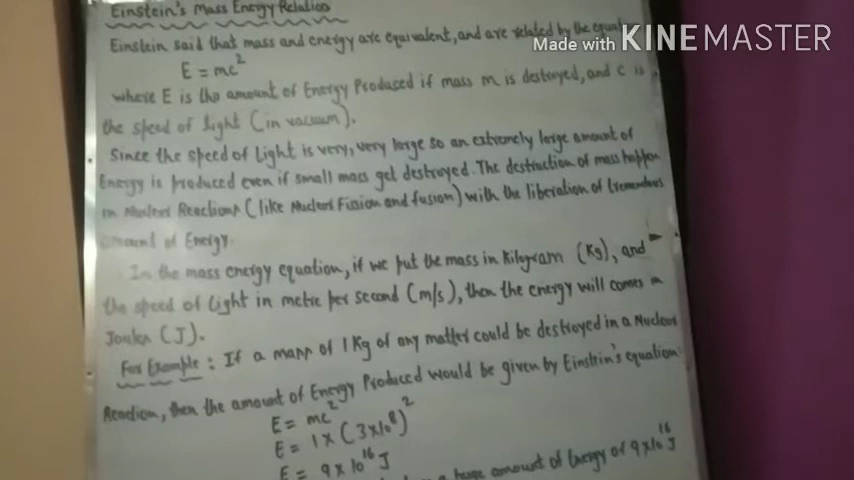 Einstein's Mass Energy Relation
Einstein said that mass and energy are equivalent, and are related by the
Made with KINEMASTER
E = mc²
where E is the amount of Energy Produced if mass m is destroyed, and c is
the speed of light (in vacuum).
Since the speed of Light is very, very large so an extremely large amount of
Energy is produced even if small mass get destroyed. The destruction of mass happen
in Nuclear Reactions (like Nuclear Fission and fusion) with the liberation of tremendous
amount of Energy.
In the mass energy equation, if we put the mass in Kilogram (Kg), and
the speed of Light in metre per second (m/s), then the energy will comes in
Joules (J).
For Example: If a mass of 1 Kg of any matter could be destroyed in a Nuclear
Reaction, then the amount of Energy Produced would be given by Einstein's equation
E = mc²
E = 1 × (3×10⁸)²
E = 9 × 10¹⁶ J
a huge amount of Energy of 9×10¹⁶ J